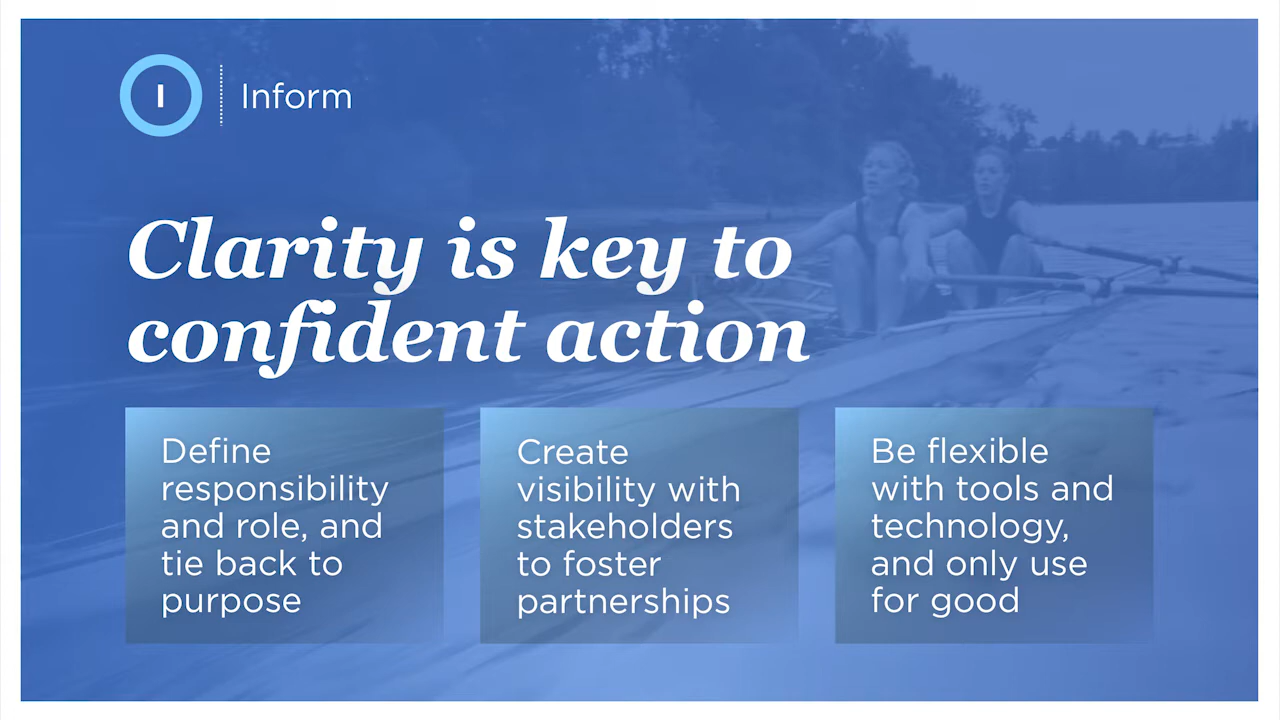 I
Inform
Clarity is key to
confident action
Define
responsibility
and role, and
tie back to
purpose
Create
visibility with
stakeholders
to foster
partnerships
Be flexible
with tools and
technology,
and only use
for good